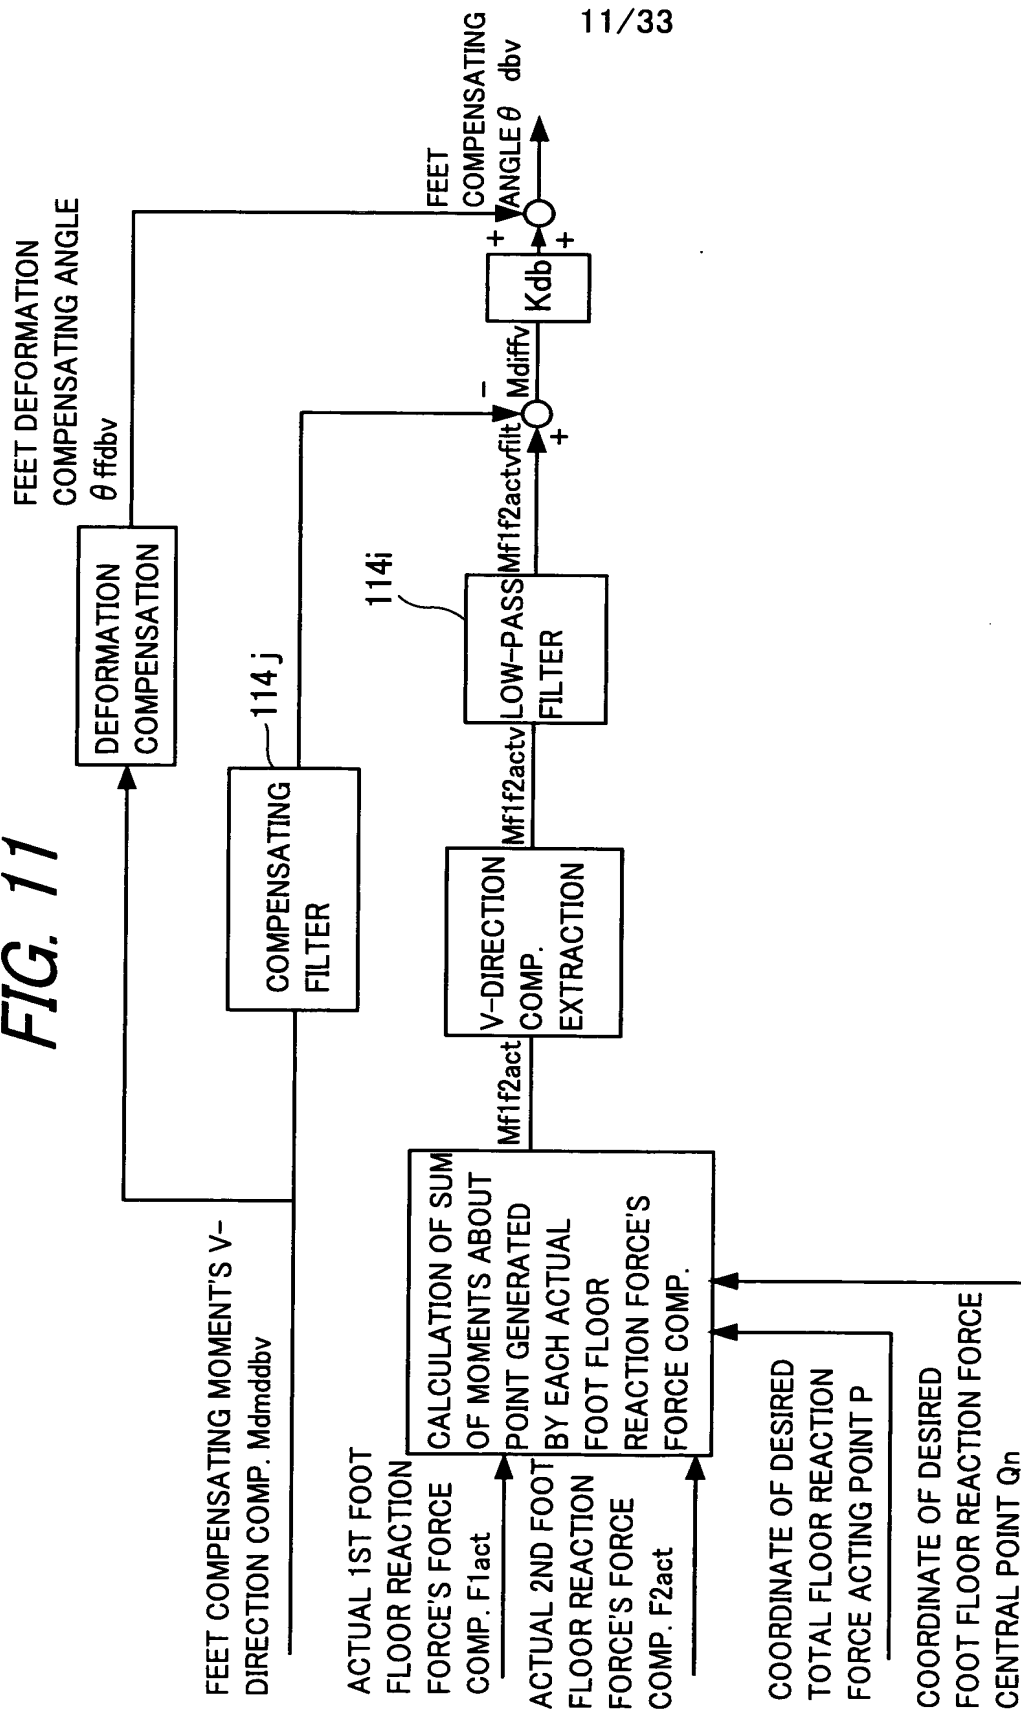 11/33
FIG. 11
FEET DEFORMATION
COMPENSATING ANGLE
θffdbv
FEET
COMPENSATING
ANGLE θ dbv
DEFORMATION
COMPENSATION
FEET COMPENSATING MOMENT'S V-
DIRECTION COMP. Mdmddbv
COMPENSATING
FILTER
114j
114i
ACTUAL 1ST FOOT
FLOOR REACTION
FORCE'S FORCE
COMP. F1act
ACTUAL 2ND FOOT
FLOOR REACTION
FORCE'S FORCE
COMP. F2act
CALCULATION OF SUM
OF MOMENTS ABOUT
POINT GENERATED
BY EACH ACTUAL
FOOT FLOOR
REACTION FORCE'S
FORCE COMP.
Mf1f2act
V-DIRECTION
COMP.
EXTRACTION
Mf1f2actv
LOW-PASS
FILTER
Mf1f2actvfilt
+
-
Mdiffv
Kdb
+
+
COORDINATE OF DESIRED
TOTAL FLOOR REACTION
FORCE ACTING POINT P
COORDINATE OF DESIRED
FOOT FLOOR REACTION FORCE
CENTRAL POINT Qn